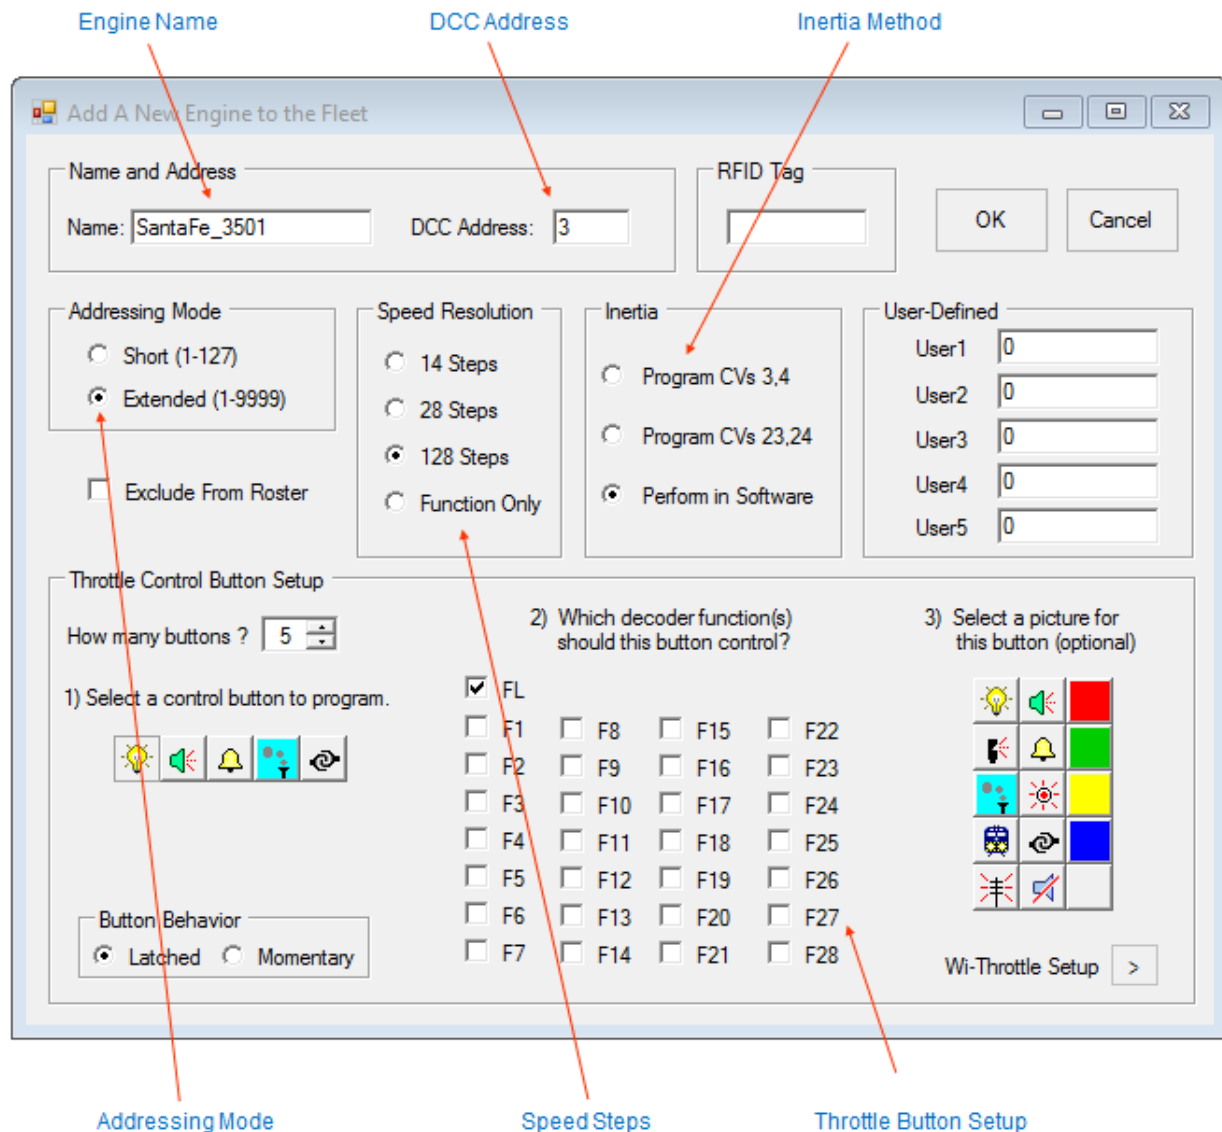 Engine Name DCC Address Inertia Method
Add A New Engine to the Fleet
Name and Address RFID Tag
Name: SantaFe_3501 DCC Address: 3 OK Cancel
Addressing Mode Speed Resolution Inertia User-Defined
Short (1-127) 14 Steps Program CVs 3,4 User1 0
Extended (1-9999) 28 Steps Program CVs 23,24 User2 0
128 Steps User3 0
Exclude From Roster Function Only Perform in Software User4 0
User5 0
Throttle Control Button Setup
How many buttons ? 5
2) Which decoder function(s)
should this button control?
3) Select a picture for
this button (optional)
1) Select a control button to program.
FL
F1 F8 F15 F22
F2 F9 F16 F23
F3 F10 F17 F24
F4 F11 F18 F25
F5 F12 F19 F26
F6 F13 F20 F27
F7 F14 F21 F28
Button Behavior
Latched Momentary
Wi-Throttle Setup >
Addressing Mode Speed Steps Throttle Button Setup